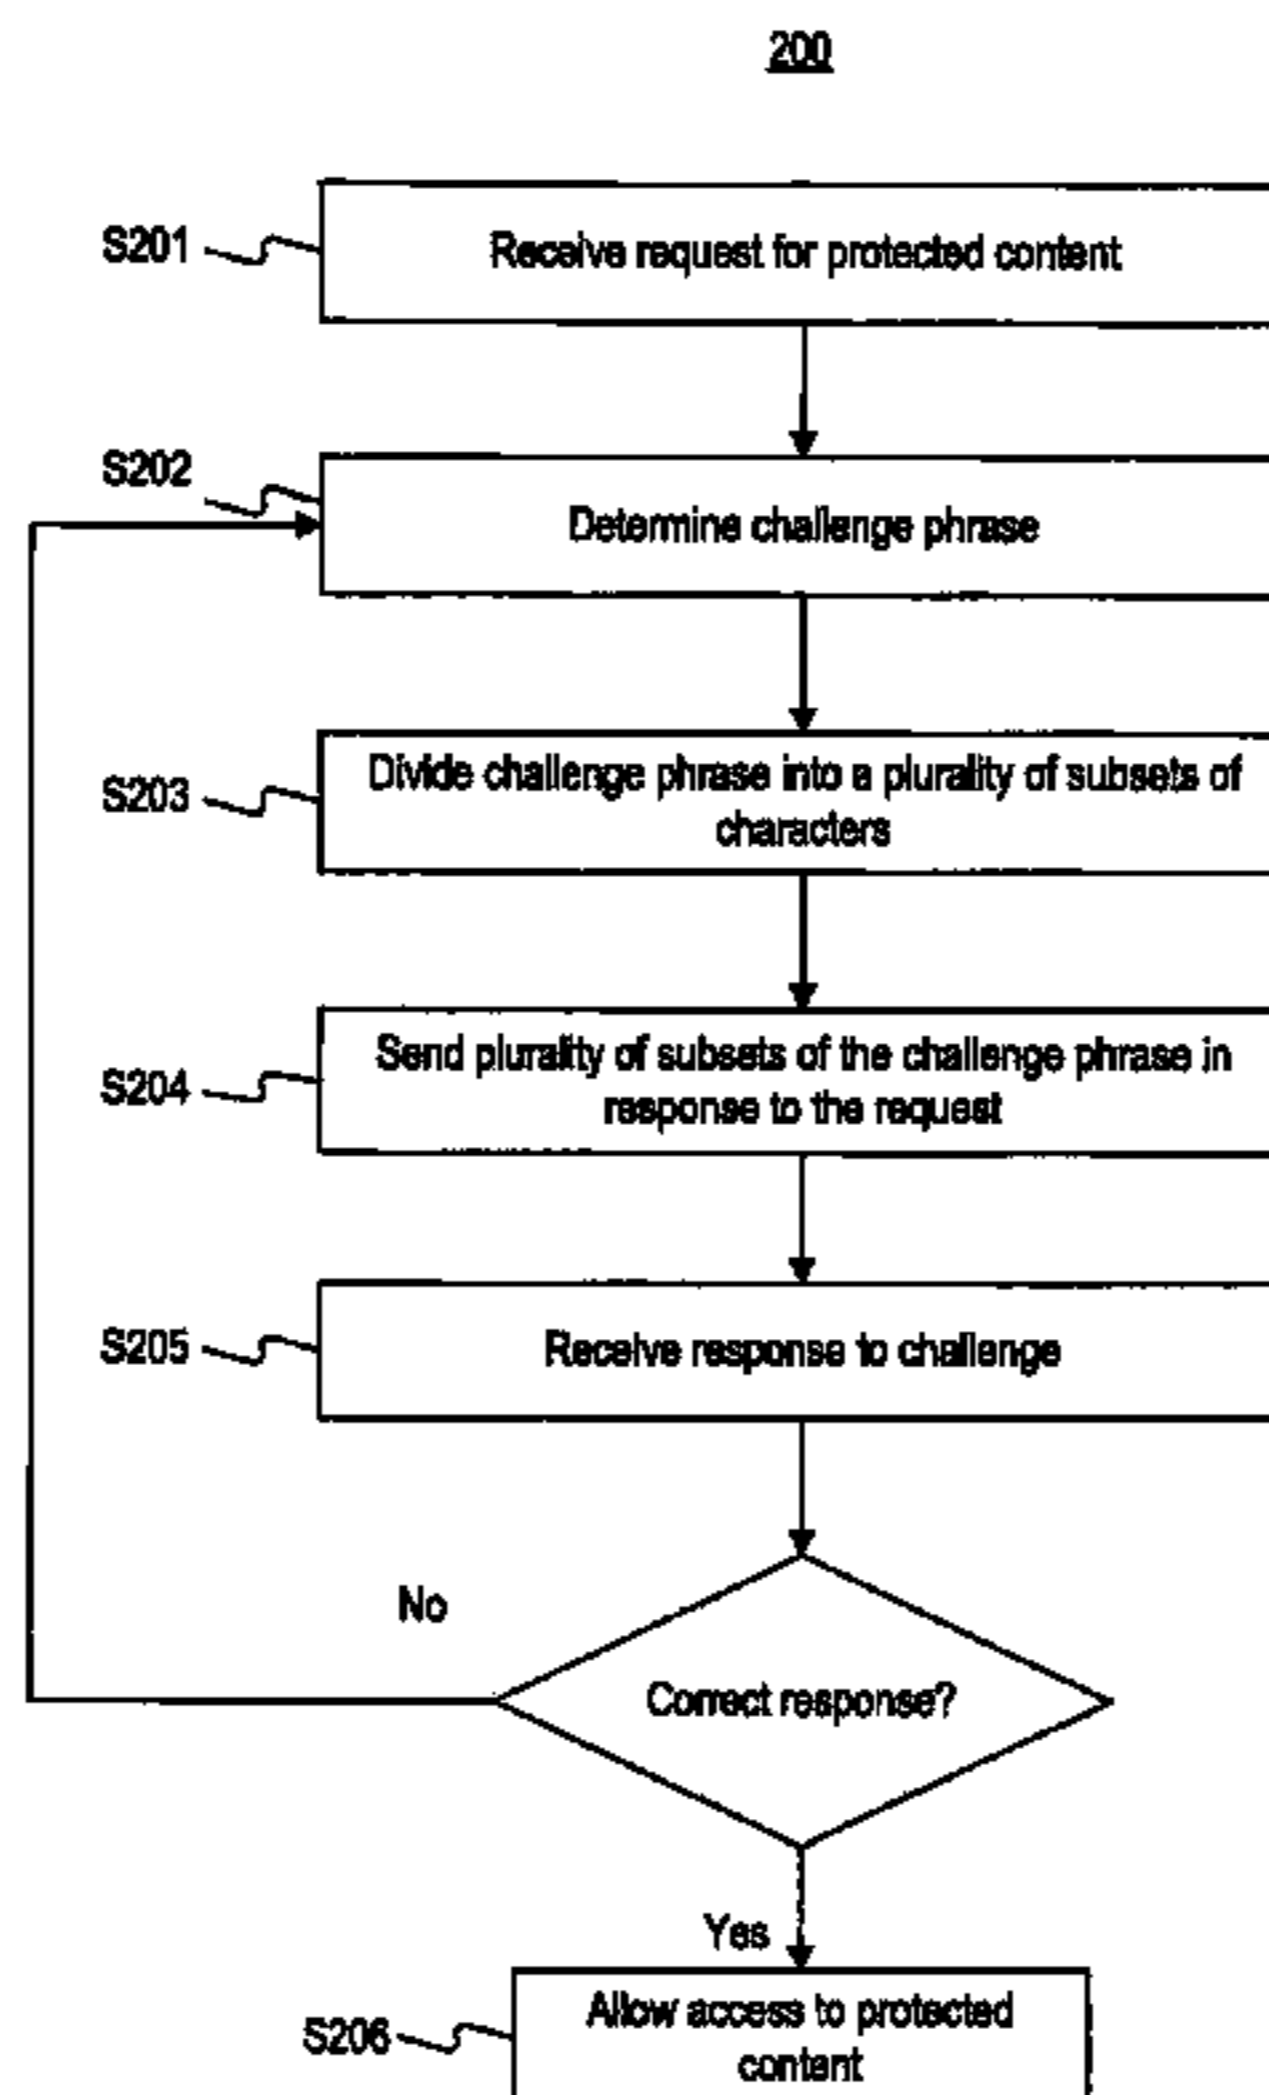 200
S201
Receive request for protected content
S202
Determine challenge phrase
S203
Divide challenge phrase into a plurality of subsets of
characters
S204
Send plurality of subsets of the challenge phrase in
response to the request
S205
Receive response to challenge
No
Correct response?
Yes
S206
Allow access to protected
content